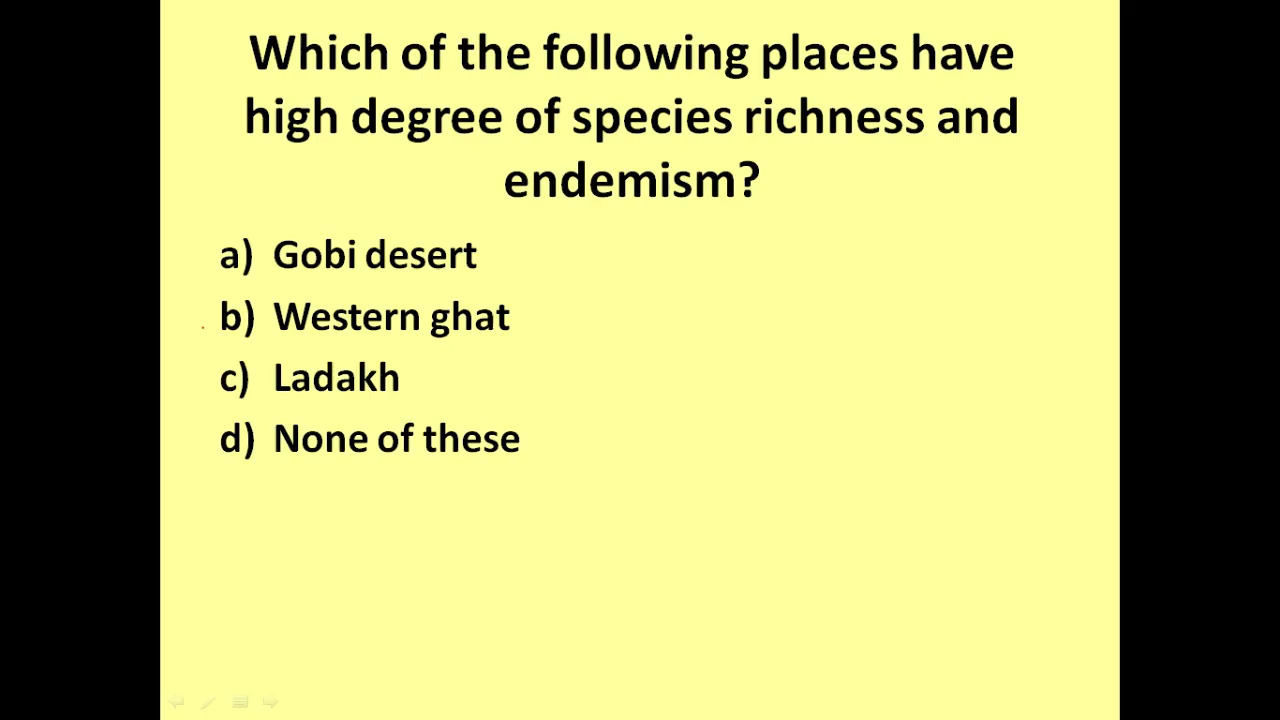 Which of the following places have
high degree of species richness and
endemism?
a) Gobi desert
b) Western ghat
c) Ladakh
d) None of these